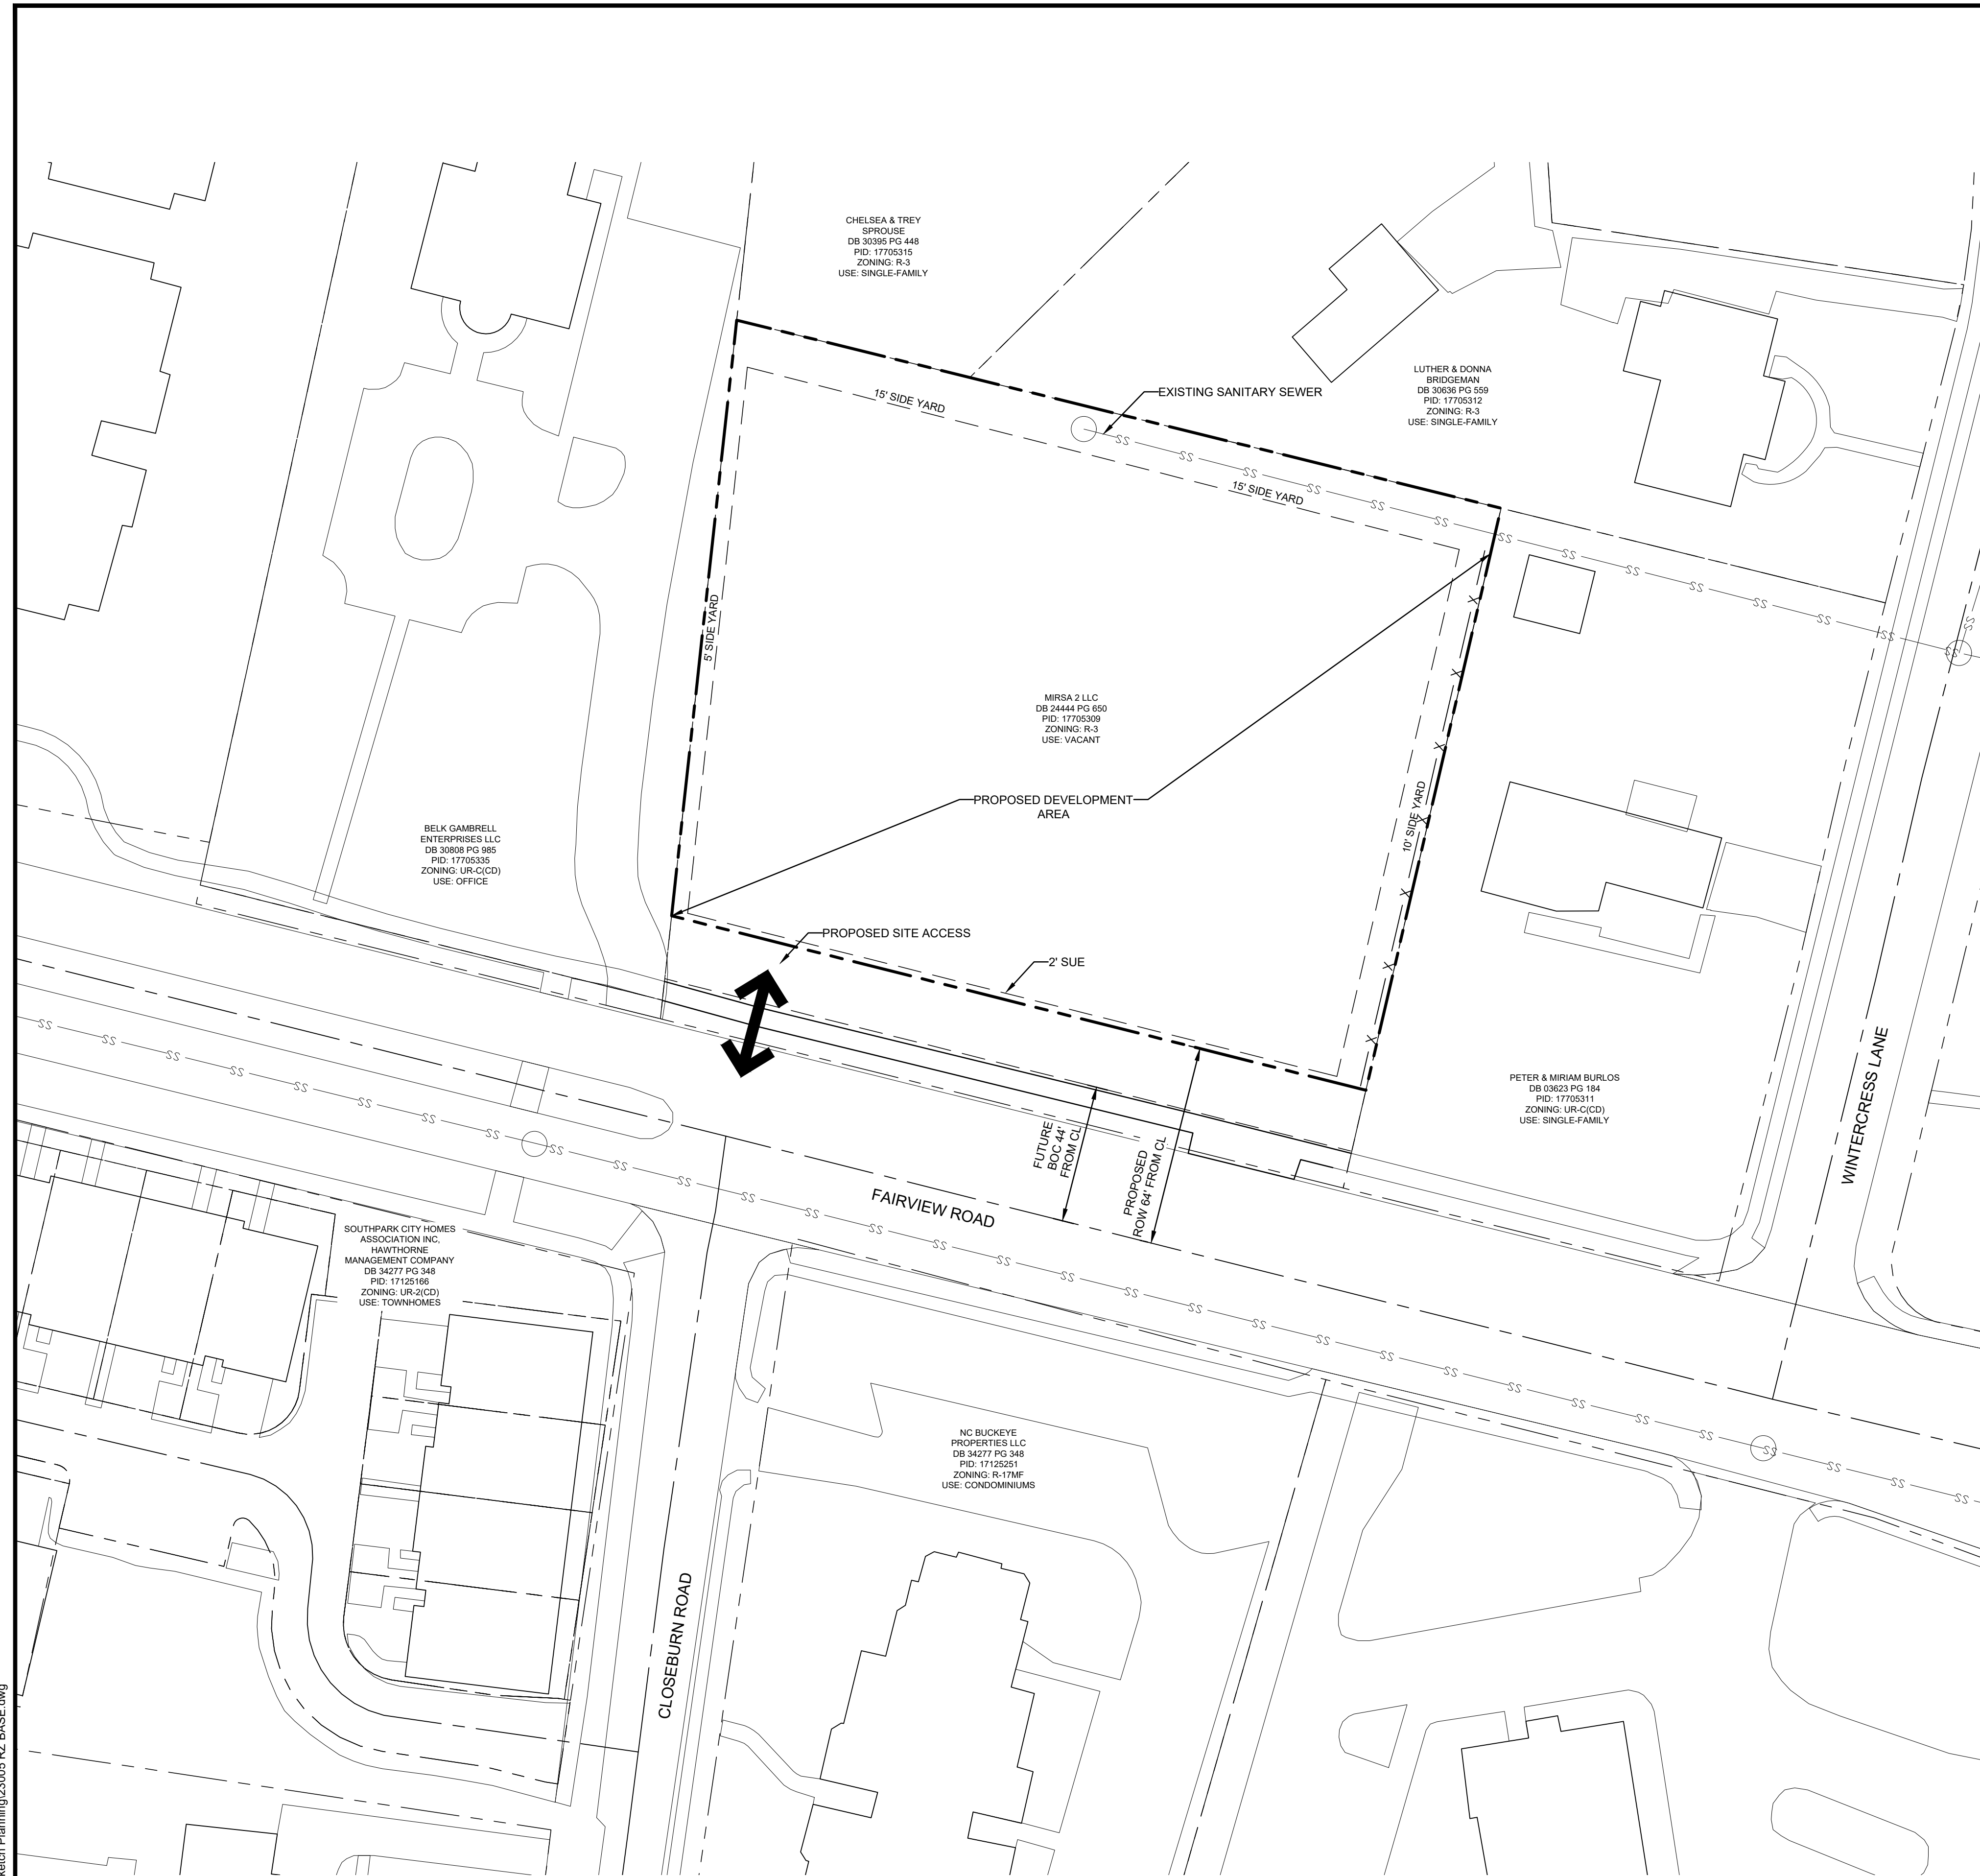 CHELSEA & TREY
SPROUSE
DB 30395 PG 448
PID: 17705315
ZONING: R-3
USE: SINGLE-FAMILY
LUTHER & DONNA
BRIDGEMAN
DB 30636 PG 559
PID: 17705312
ZONING: R-3
USE: SINGLE-FAMILY
EXISTING SANITARY SEWER
15' SIDE YARD
15' SIDE YARD
5' SIDE YARD
10' SIDE YARD
MIRSA 2 LLC
DB 24444 PG 650
PID: 17705309
ZONING: R-3
USE: VACANT
PROPOSED DEVELOPMENT
AREA
BELK GAMBRELL
ENTERPRISES LLC
DB 30808 PG 985
PID: 17705335
ZONING: UR-C(CD)
USE: OFFICE
PROPOSED SITE ACCESS
2' SUE
PETER & MIRIAM BURLOS
DB 03623 PG 184
PID: 17705311
ZONING: UR-C(CD)
USE: SINGLE-FAMILY
WINTERCRESS LANE
FUTURE
BOC 44'
FROM CL
PROPOSED
ROW 64' FROM CL
FAIRVIEW ROAD
SOUTHPARK CITY HOMES
ASSOCIATION INC,
HAWTHORNE
MANAGEMENT COMPANY
DB 34277 PG 348
PID: 17125166
ZONING: UR-2(CD)
USE: TOWNHOMES
NC BUCKEYE
PROPERTIES LLC
DB 34277 PG 348
PID: 17125251
ZONING: R-17MF
USE: CONDOMINIUMS
CLOSEBURN ROAD
Planning\23005 RZ BASE.dwg